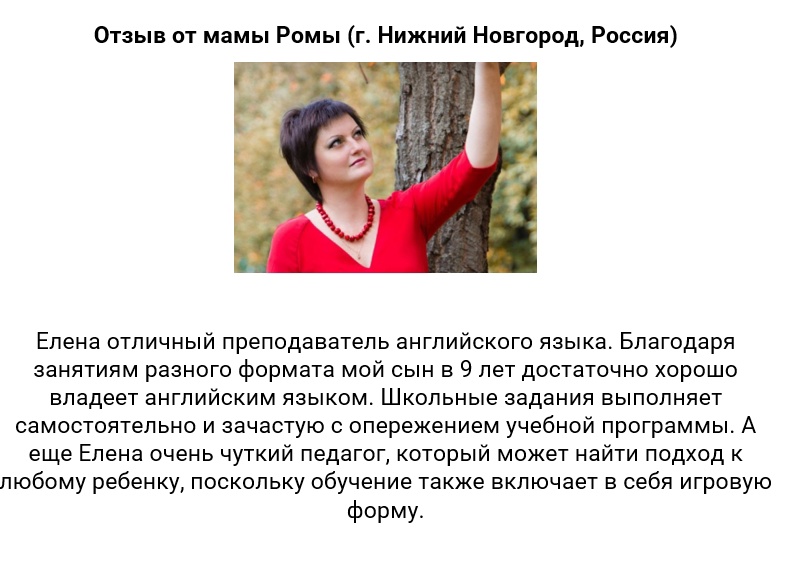 Отзыв от мамы Ромы (г. Нижний Новгород, Россия)
Елена отличный преподаватель английского языка. Благодаря
занятиям разного формата мой сын в 9 лет достаточно хорошо
владеет английским языком. Школьные задания выполняет
самостоятельно и зачастую с опережением учебной программы. А
еще Елена очень чуткий педагог, который может найти подход к
любому ребенку, поскольку обучение также включает в себя игровую
форму.